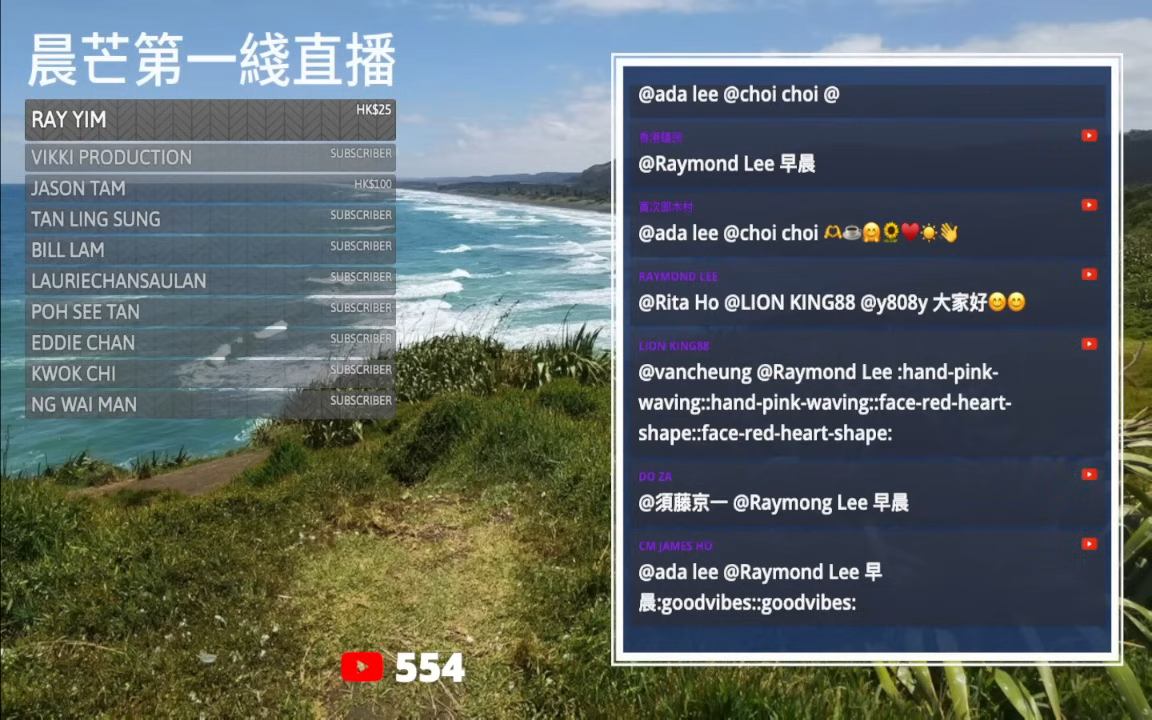 晨芒第一綫直播
RAY YIM HK$25
VIKKI PRODUCTION SUBSCRIBER
JASON TAM HK$100
TAN LING SUNG SUBSCRIBER
BILL LAM SUBSCRIBER
LAURIECHANSAULAN SUBSCRIBER
POH SEE TAN SUBSCRIBER
EDDIE CHAN SUBSCRIBER
KWOK CHI SUBSCRIBER
NG WAI MAN SUBSCRIBER
554
@ada lee @choi choi @
@Raymond Lee 早晨
@ada lee @choi choi 🫶☕🤗🌻♥️☀️👋
RAYMOND LEE
@Rita Ho @LION KING88 @y808y 大家好😊😊
LION KING88
@vancheung @Raymond Lee :hand-pink-
waving::hand-pink-waving::face-red-heart-
shape::face-red-heart-shape:
DO ZA
@須藤京一 @Raymong Lee 早晨
CM JAMES HO
@ada lee @Raymond Lee 早
晨:goodvibes::goodvibes: